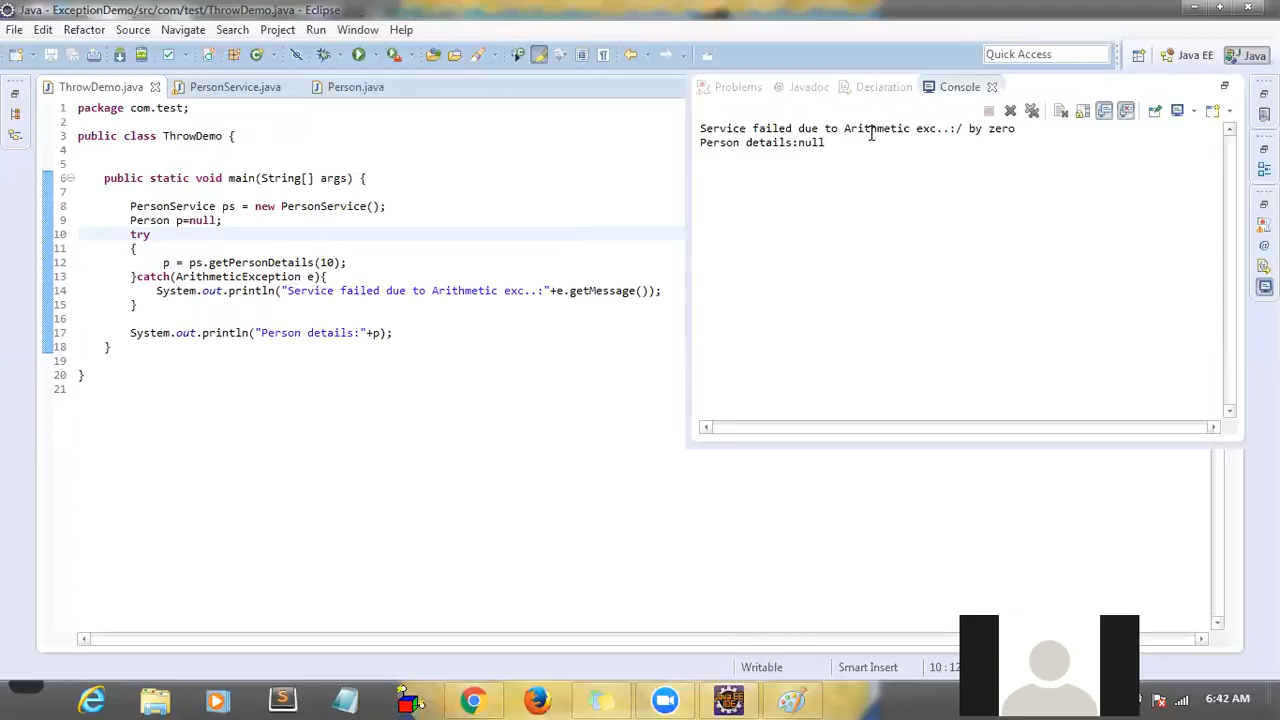 Java - ExceptionDemo/src/com/test/ThrowDemo.java - Eclipse
File Edit Refactor Source Navigate Search Project Run Window Help
Quick Access
Java EE
Java
ThrowDemo.java
PersonService.java
Person.java
Problems
@ Javadoc
Declaration
Console
1 package com.test;
2
3 public class ThrowDemo {
4
5
6 public static void main(String[] args) {
7
8 PersonService ps = new PersonService();
9 Person p=null;
10 try
11 {
12 p = ps.getPersonDetails(10);
13 }catch(ArithmeticException e){
14 System.out.println("Service failed due to Arithmetic exc..:"+e.getMessage());
15 }
16
17 System.out.println("Person details:"+p);
18 }
19
20 }
21
Service failed due to Arithmetic exc..:/ by zero
Person details:null
Writable
Smart Insert
10 : 12
Java EE
IDE
6:42 AM